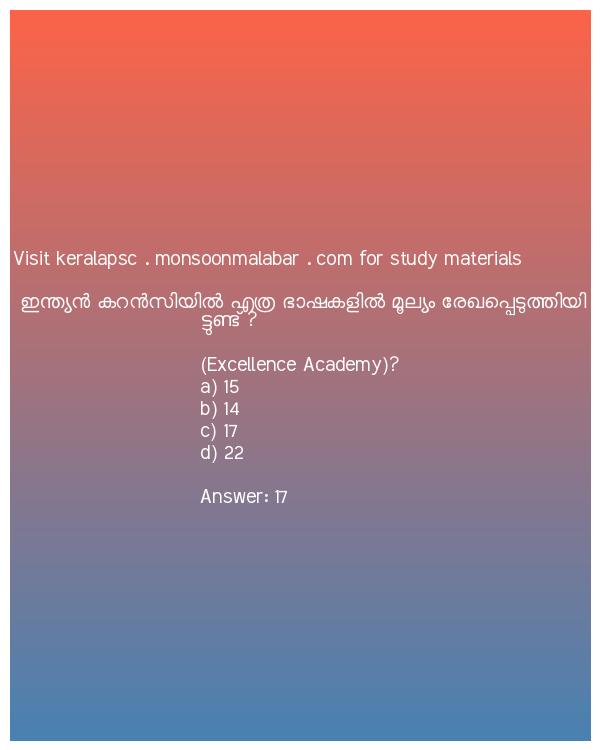 Visit keralapsc . monsoonmalabar . com for study materials
ഇന്ത്യൻ കറൻസിയിൽ എത്ര ഭാഷകളിൽ മൂല്യം രേഖപ്പെടുത്തിയി
ട്ടുണ്ട് ?
(Excellence Academy)?
a) 15
b) 14
c) 17
d) 22
Answer: 17